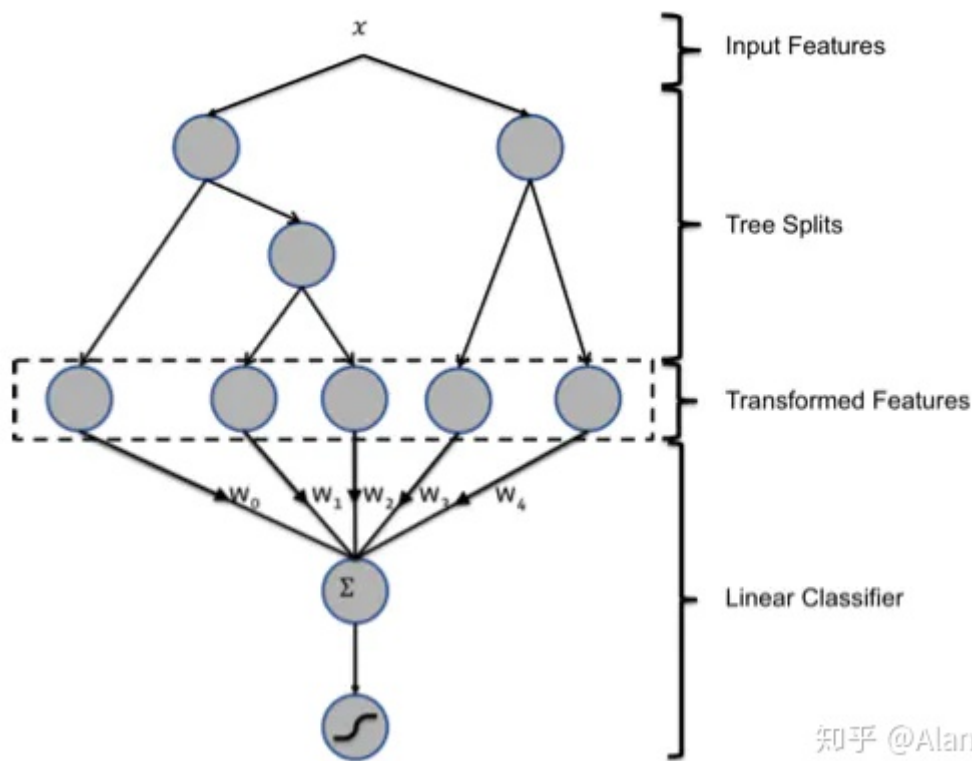 x
Input Features
Tree Splits
Transformed Features
W₀ W₁ W₂ W₃ W₄
Σ
Linear Classifier
知乎 @Alan